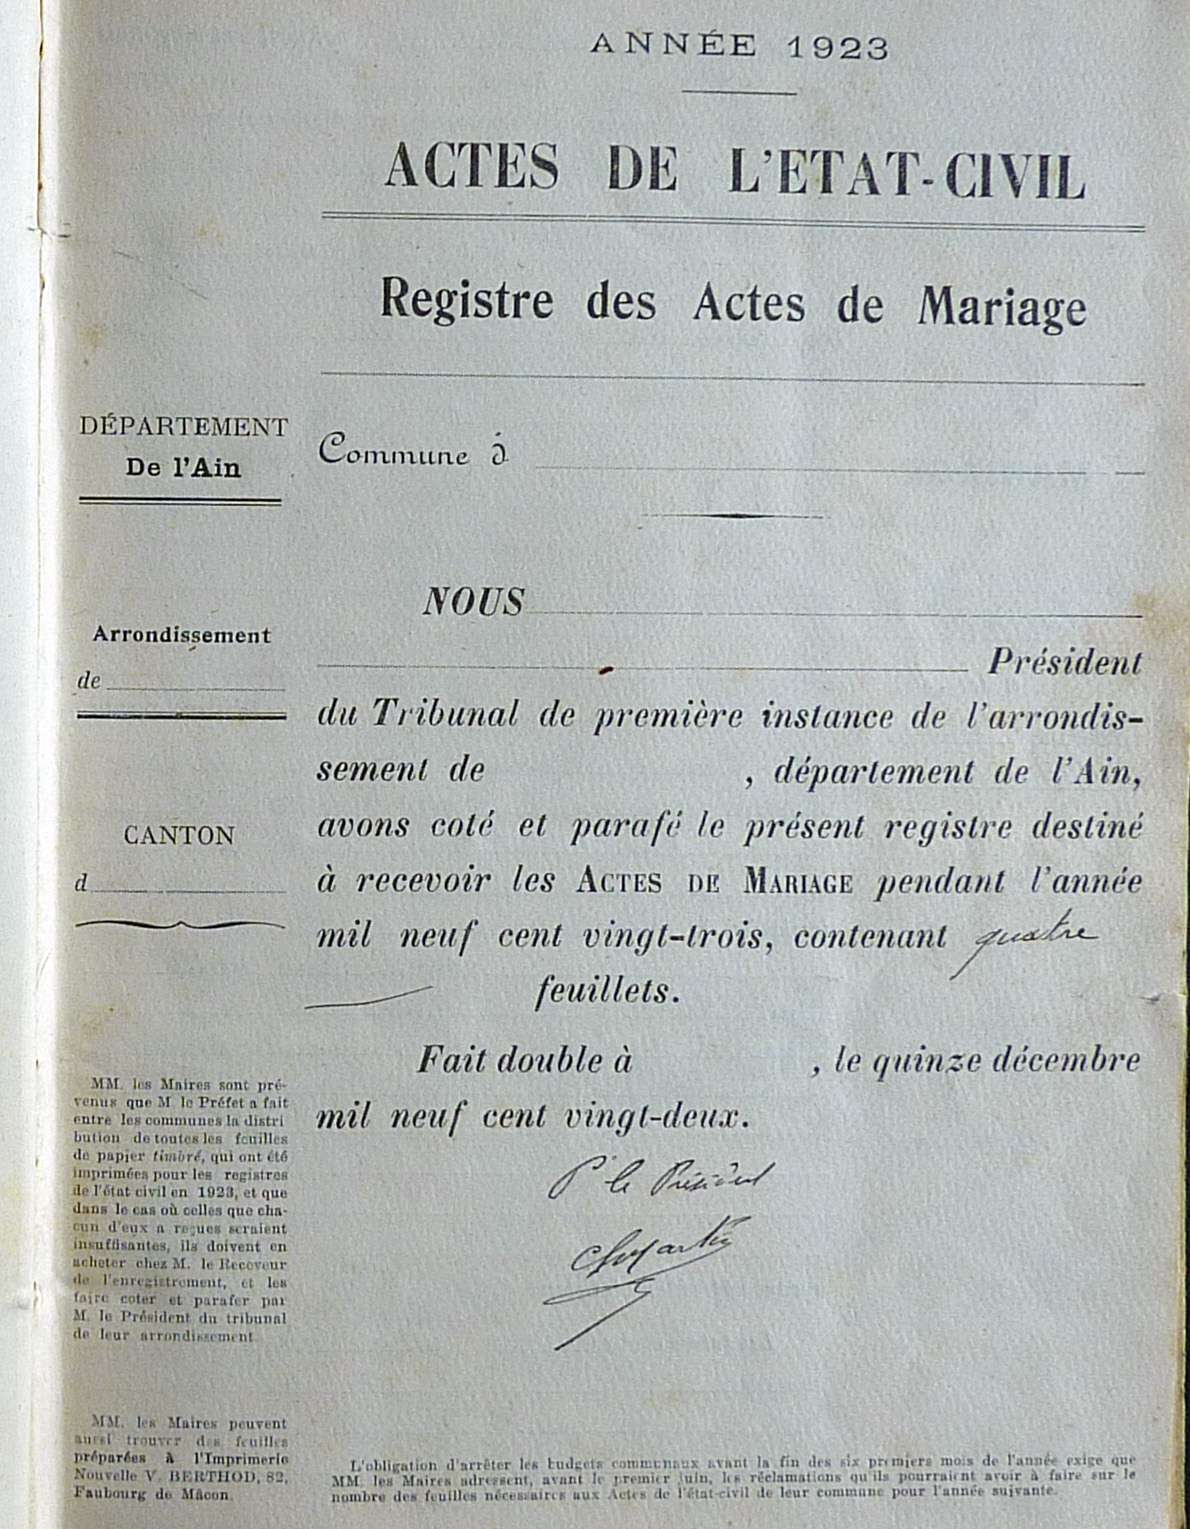 ANNÉE 1923
ACTES DE L'ETAT-CIVIL
Registre des Actes de Mariage
DÉPARTEMENT
De l'Ain
Commune d
Arrondissement
de
CANTON
d
NOUS
Président
du Tribunal de première instance de l'arrondis-
sement de , département de l'Ain,
avons coté et parafé le présent registre destiné
à recevoir les ACTES DE MARIAGE pendant l'année
mil neuf cent vingt-trois, contenant quatre
feuillets.
Fait double à , le quinze décembre
mil neuf cent vingt-deux.
P. le Président
MM. les Maires sont pré-
venus que M. le Préfet a fait
entre les communes la distri
bution de toutes les feuilles
de papier timbré, qui ont été
imprimées pour les registres
de l'état civil en 1923, et que
dans le cas où celles que cha-
cun d'eux a reçues seraient
insuffisantes, ils doivent en
acheter chez M. le Receveur
de l'enregistrement, et les
faire coter et parafer par
M. le Président du tribunal
de leur arrondissement
MM. les Maires peuvent
aussi trouver des feuilles
préparées à l'Imprimerie
Nouvelle V. BERTHOD, 82,
Faubourg de Mâcon.
L'obligation d'arrêter les budgets communaux avant la fin des six premiers mois de l'année exige que
MM. les Maires adressent, avant le premier juin, les réclamations qu'ils pourraient avoir à faire sur le
nombre des feuilles nécessaires aux Actes de l'état-civil de leur commune pour l'année suivante.